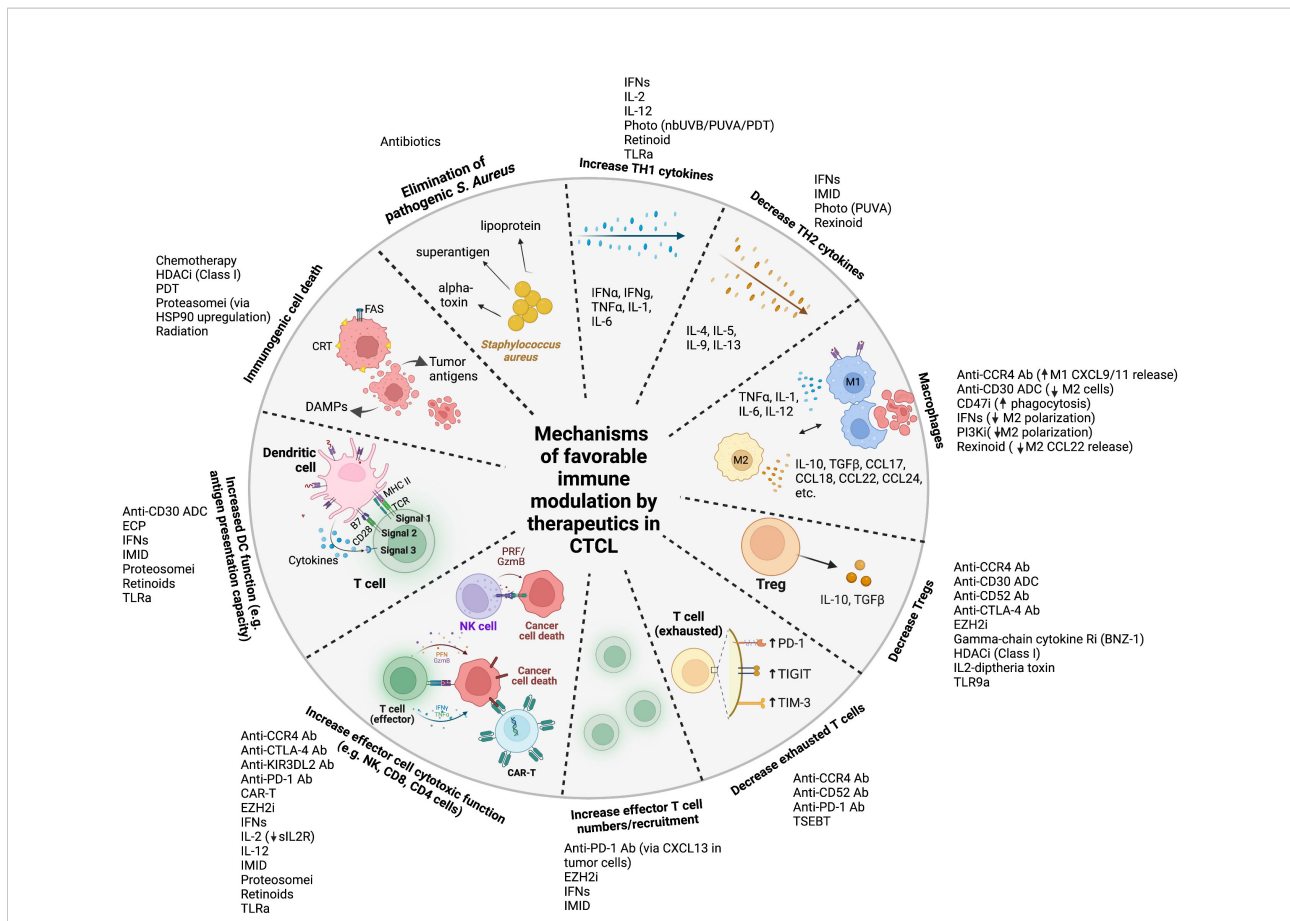 IFNs
IL-2
IL-12
Photo (nbUVB/PUVA/PDT)
Retinoid
TLRa
Increase TH1 cytokines
IFNα, IFNg,
TNFα, IL-1,
IL-6
IFNs
IMID
Photo (PUVA)
Rexinoid
Decrease TH2 cytokines
IL-4, IL-5,
IL-9, IL-13
Macrophages
Anti-CCR4 Ab (↑M1 CXCL9/11 release)
Anti-CD30 ADC (↓ M2 cells)
CD47i (↑ phagocytosis)
IFNs (↓ M2 polarization)
PI3Ki(↓M2 polarization)
Rexinoid (↓M2 CCL22 release)
M1
TNFα, IL-1,
IL-6, IL-12
M2
IL-10, TGFβ, CCL17,
CCL18, CCL22, CCL24,
etc.
Decrease Tregs
Anti-CCR4 Ab
Anti-CD30 ADC
Anti-CD52 Ab
Anti-CTLA-4 Ab
EZH2i
Gamma-chain cytokine Ri (BNZ-1)
HDACi (Class I)
IL2-diptheria toxin
TLR9a
Treg
IL-10, TGFβ
Decrease exhausted T cells
Anti-CCR4 Ab
Anti-CD52 Ab
Anti-PD-1 Ab
TSEBT
T cell
(exhausted)
↑PD-1
↑TIGIT
↑TIM-3
Increase effector T cell
numbers/recruitment
Anti-PD-1 Ab (via CXCL13 in
tumor cells)
EZH2i
IFNs
IMID
Increase effector cell cytotoxic function
(e.g. NK, CD8, CD4 cells)
Anti-CCR4 Ab
Anti-CTLA-4 Ab
Anti-KIR3DL2 Ab
Anti-PD-1 Ab
CAR-T
EZH2i
IFNs
IL-2 (↓sIL2R)
IL-12
IMID
Proteosomei
Retinoids
TLRa
PRF/
GzmB
NK cell
Cancer
cell death
PFN
GzmB
Cancer
cell death
T cell
(effector)
IFNγ
TNFα
CAR-T
Increased DC function (e.g.
antigen presentation capacity)
Anti-CD30 ADC
ECP
IFNs
IMID
Proteosomei
Retinoids
TLRa
Dendritic
cell
MHC II
TCR
Signal 1
B7
CD28
Signal 2
Signal 3
Cytokines
T cell
Immunogenic cell death
Chemotherapy
HDACi (Class I)
PDT
Proteasomei (via
HSP90 upregulation)
Radiation
FAS
CRT
Tumor
antigens
DAMPs
Antibiotics
Elimination of
pathogenic S. Aureus
lipoprotein
superantigen
alpha-
toxin
Staphylococcus
aureus
Mechanisms
of favorable
immune
modulation by
therapeutics in
CTCL